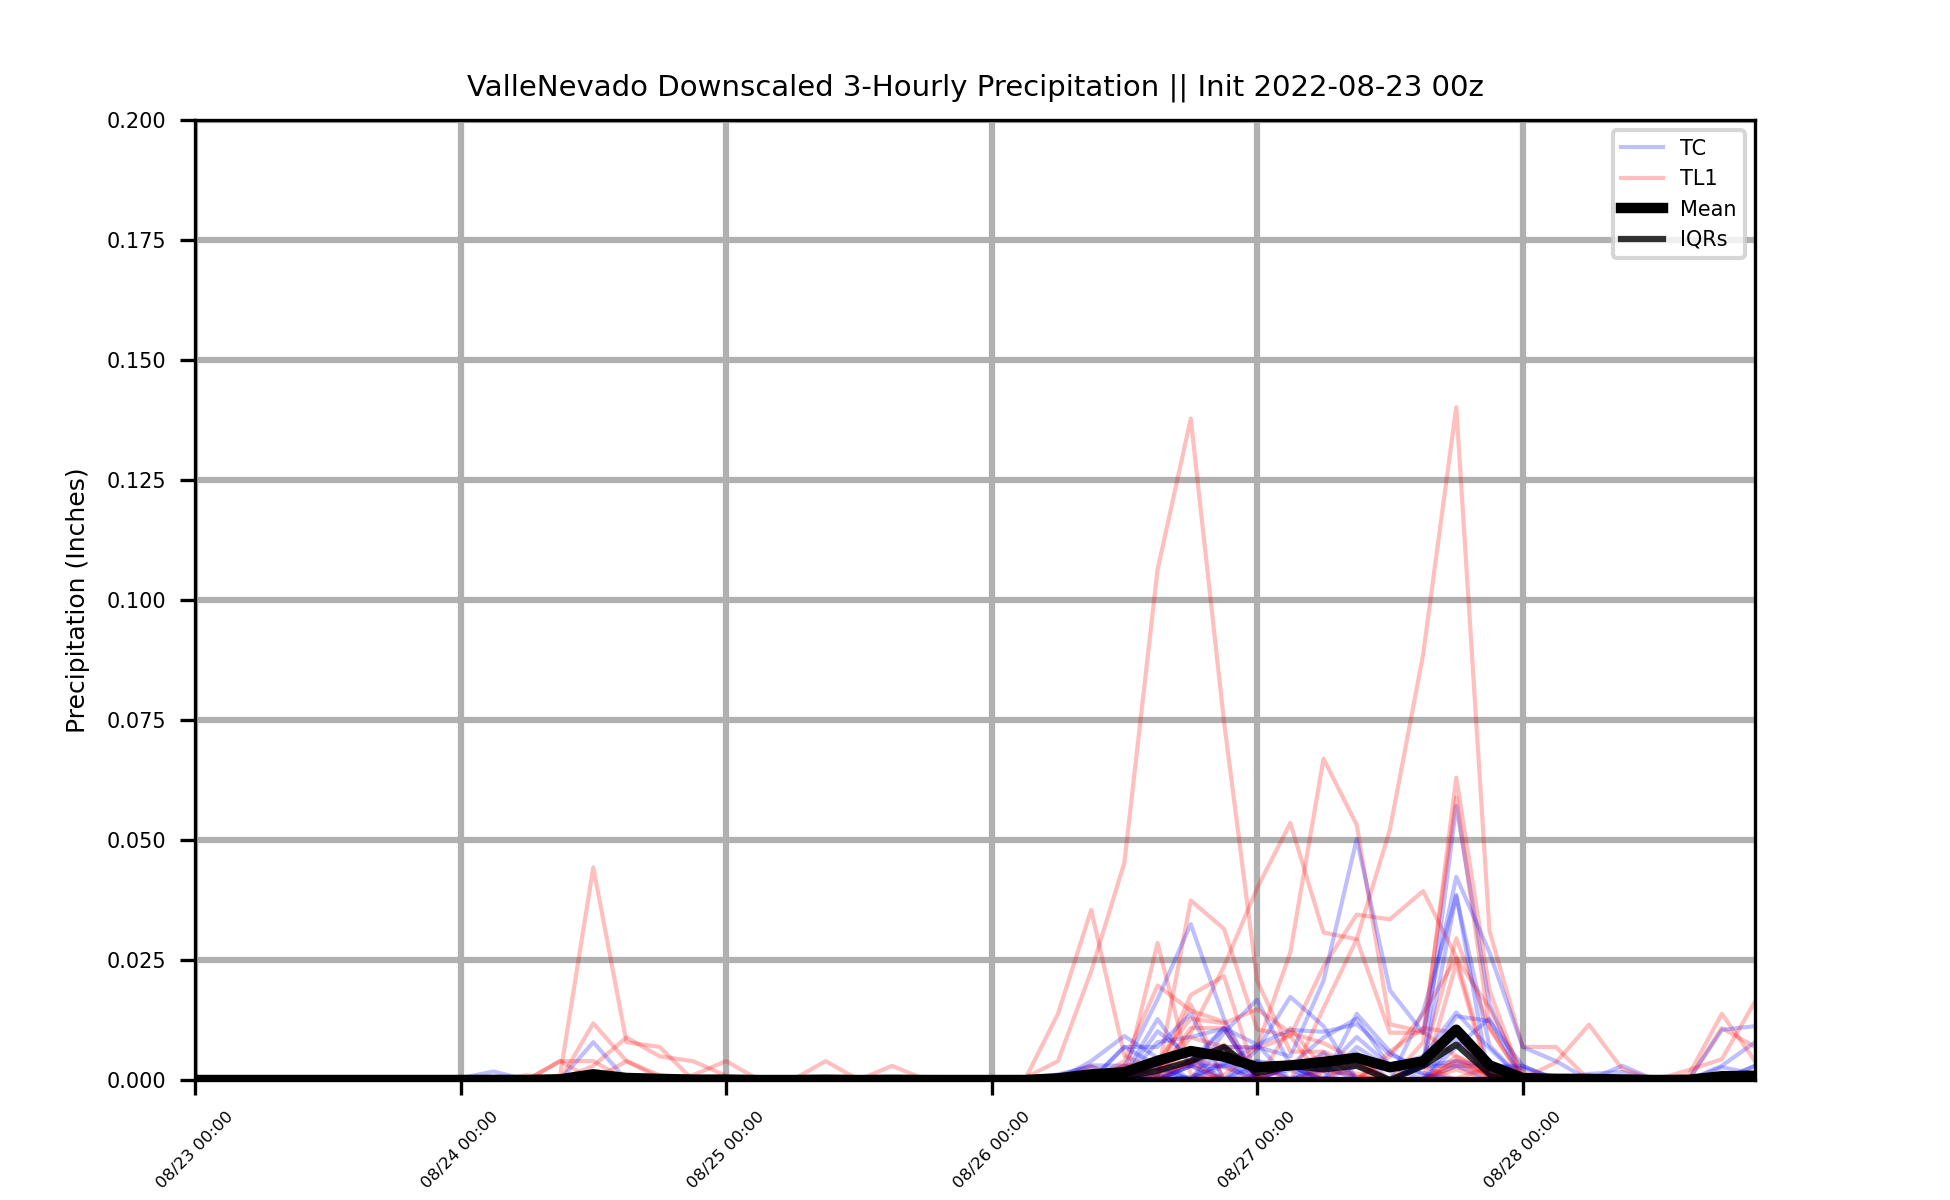 ValleNevado Downscaled 3-Hourly Precipitation || Init 2022-08-23 00z
TC
TL1
Mean
IQRs
Precipitation (Inches)
0.200
0.175
0.150
0.125
0.100
0.075
0.050
0.025
0.000
08/23 00:00
08/24 00:00
08/25 00:00
08/26 00:00
08/27 00:00
08/28 00:00